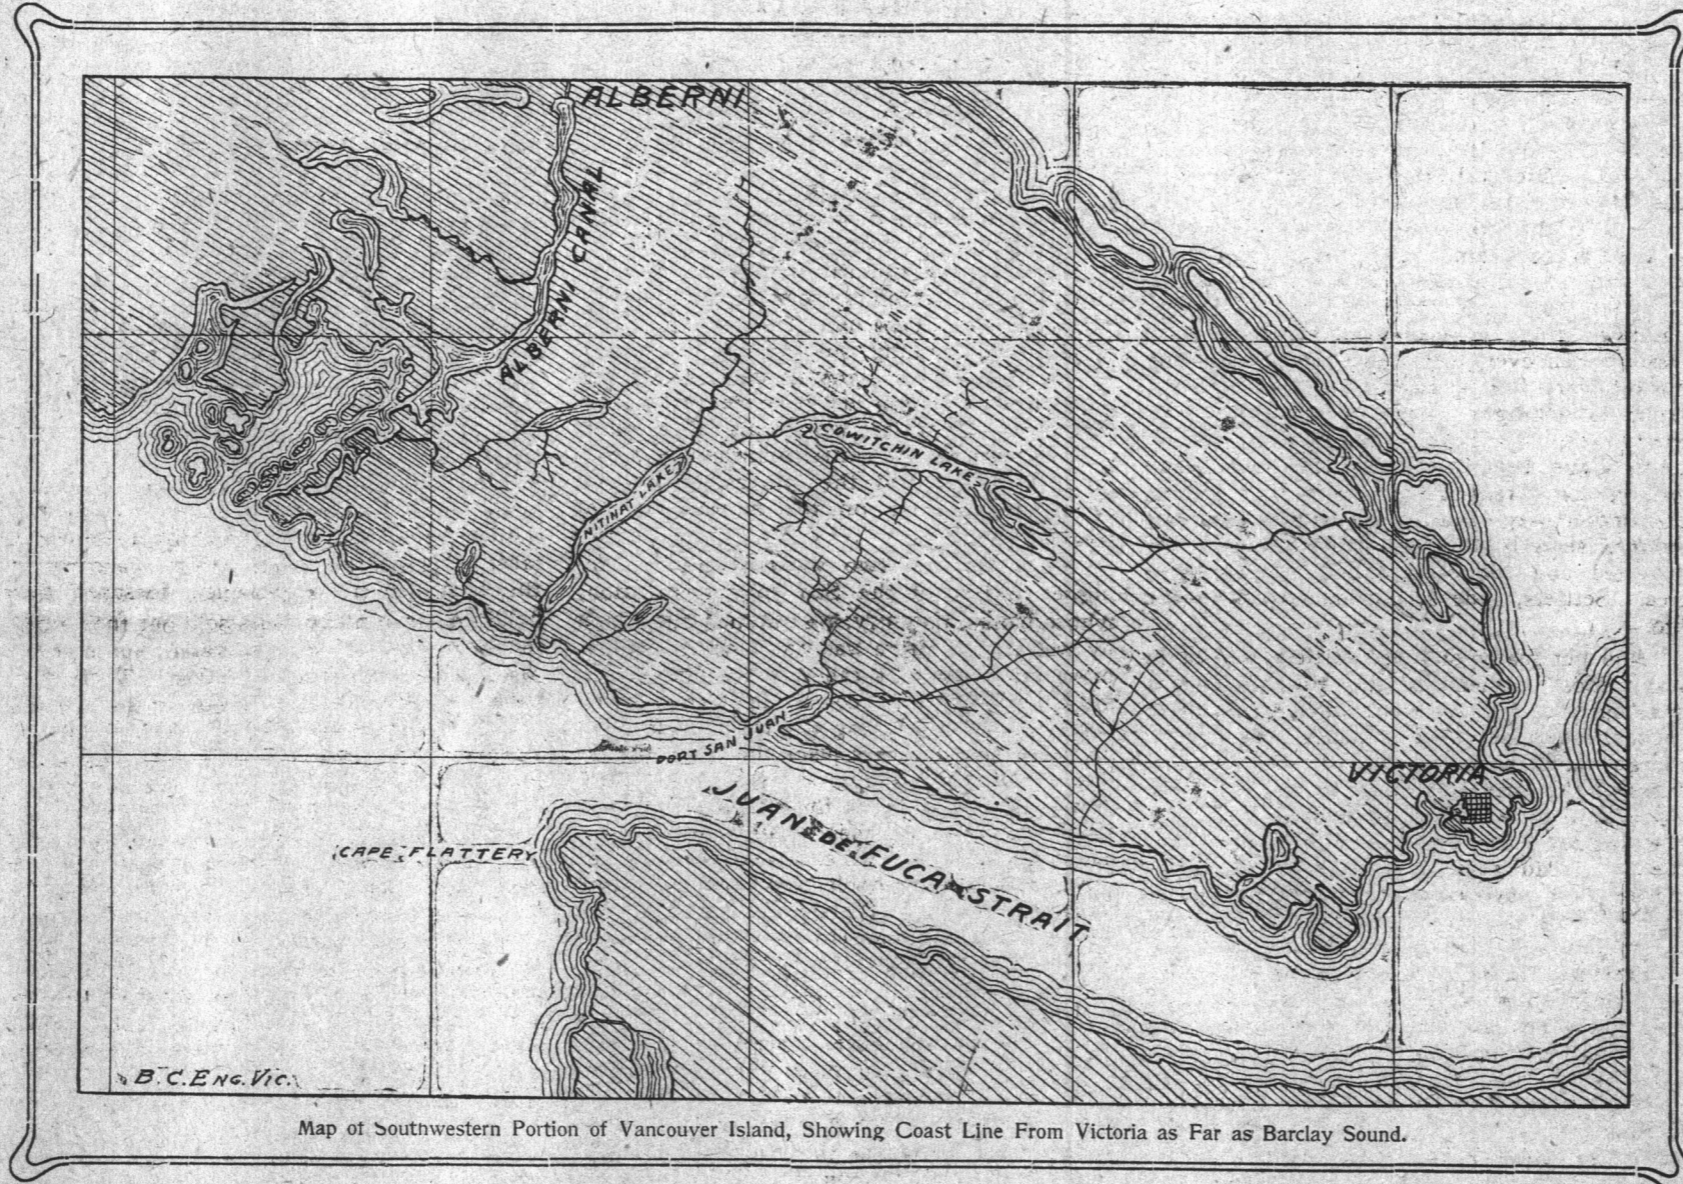 ALBERNI
ALBERNI CANAL
COWITCHIN LAKE
NITINAT LAKE
PORT SAN JUAN
VICTORIA
JUAN DE FUCA STRAIT
CAPE FLATTERY
B.C. ENG. VIC.
Map of Southwestern Portion of Vancouver Island, Showing Coast Line From Victoria as Far as Barclay Sound.